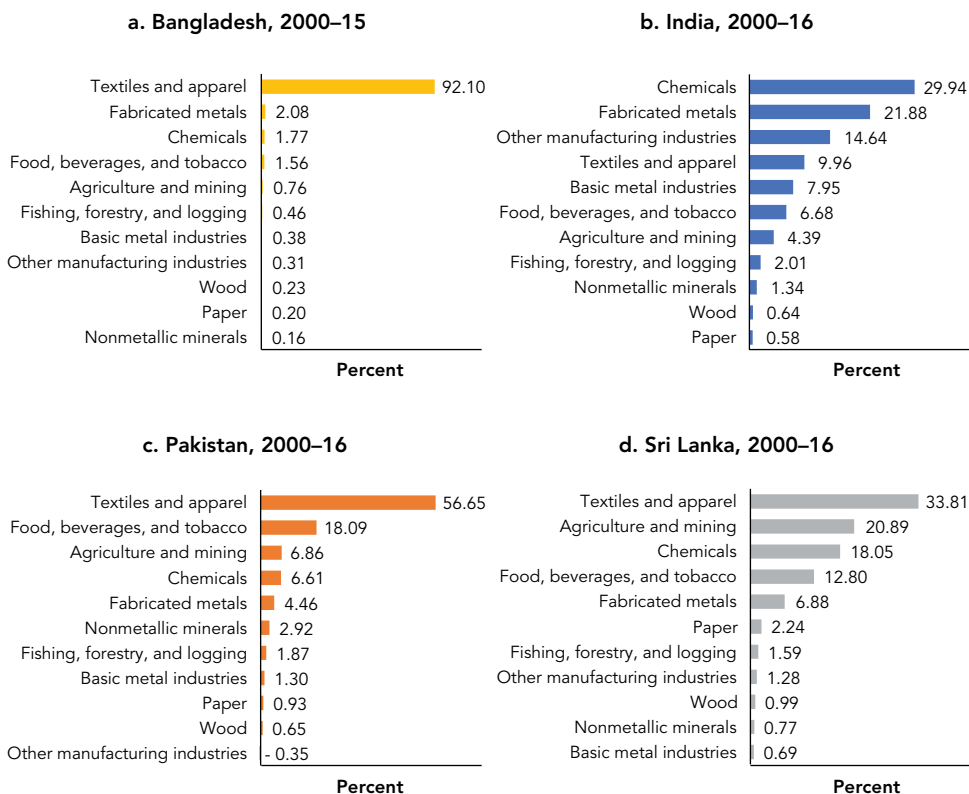 a. Bangladesh, 2000–15
Textiles and apparel 92.10
Fabricated metals 2.08
Chemicals 1.77
Food, beverages, and tobacco 1.56
Agriculture and mining 0.76
Fishing, forestry, and logging 0.46
Basic metal industries 0.38
Other manufacturing industries 0.31
Wood 0.23
Paper 0.20
Nonmetallic minerals 0.16
Percent
b. India, 2000–16
Chemicals 29.94
Fabricated metals 21.88
Other manufacturing industries 14.64
Textiles and apparel 9.96
Basic metal industries 7.95
Food, beverages, and tobacco 6.68
Agriculture and mining 4.39
Fishing, forestry, and logging 2.01
Nonmetallic minerals 1.34
Wood 0.64
Paper 0.58
Percent
c. Pakistan, 2000–16
Textiles and apparel 56.65
Food, beverages, and tobacco 18.09
Agriculture and mining 6.86
Chemicals 6.61
Fabricated metals 4.46
Nonmetallic minerals 2.92
Fishing, forestry, and logging 1.87
Basic metal industries 1.30
Paper 0.93
Wood 0.65
Other manufacturing industries - 0.35
Percent
d. Sri Lanka, 2000–16
Textiles and apparel 33.81
Agriculture and mining 20.89
Chemicals 18.05
Food, beverages, and tobacco 12.80
Fabricated metals 6.88
Paper 2.24
Fishing, forestry, and logging 1.59
Other manufacturing industries 1.28
Wood 0.99
Nonmetallic minerals 0.77
Basic metal industries 0.69
Percent